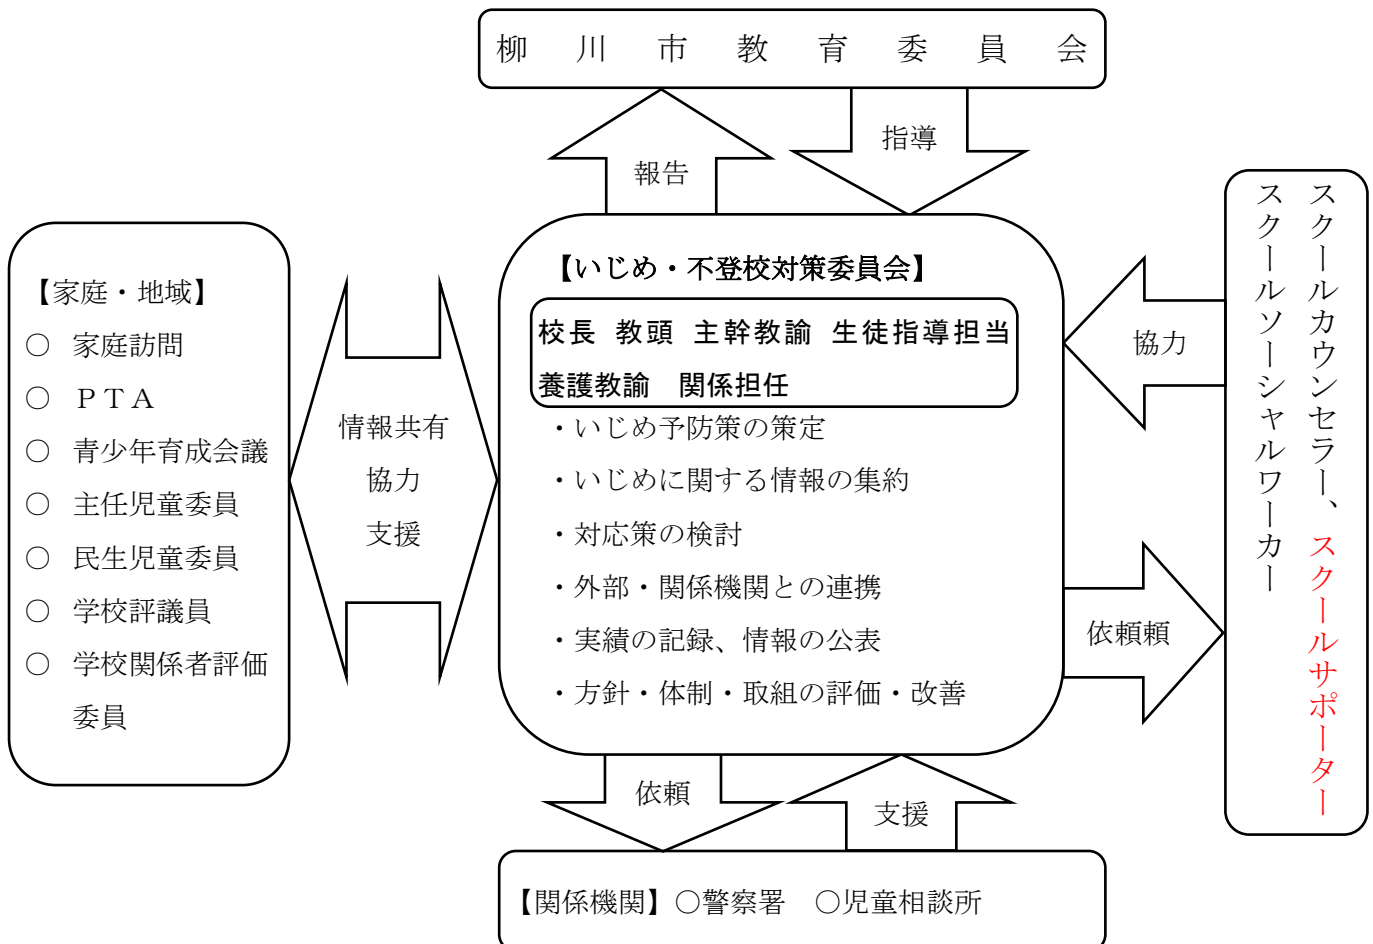 柳川市教育委員会
報告
指導
【家庭・地域】
○ 家庭訪問
○ ＰＴＡ
○ 青少年育成会議
○ 主任児童委員
○ 民生児童委員
○ 学校評議員
○ 学校関係者評価
委員
情報共有
協力
支援
【いじめ・不登校対策委員会】
校長 教頭 主幹教諭 生徒指導担当
養護教諭 関係担任
・いじめ予防策の策定
・いじめに関する情報の集約
・対応策の検討
・外部・関係機関との連携
・実績の記録、情報の公表
・方針・体制・取組の評価・改善
協力
依頼頼
スクールカウンセラー、スクールサポーター
スクールソーシャルワーカー
依頼
支援
【関係機関】○警察署 ○児童相談所